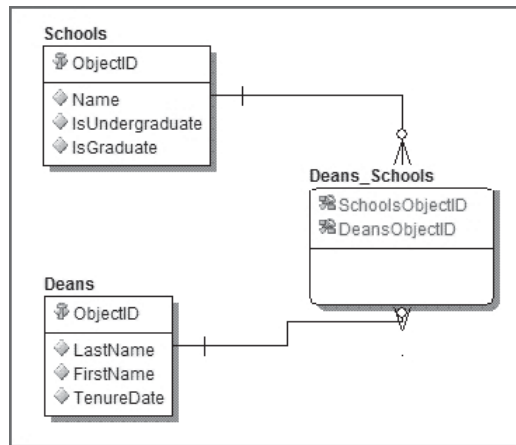 Schools
ObjectID
Name
IsUndergraduate
IsGraduate
Deans_Schools
SchoolsObjectID
DeansObjectID
Deans
ObjectID
LastName
FirstName
TenureDate